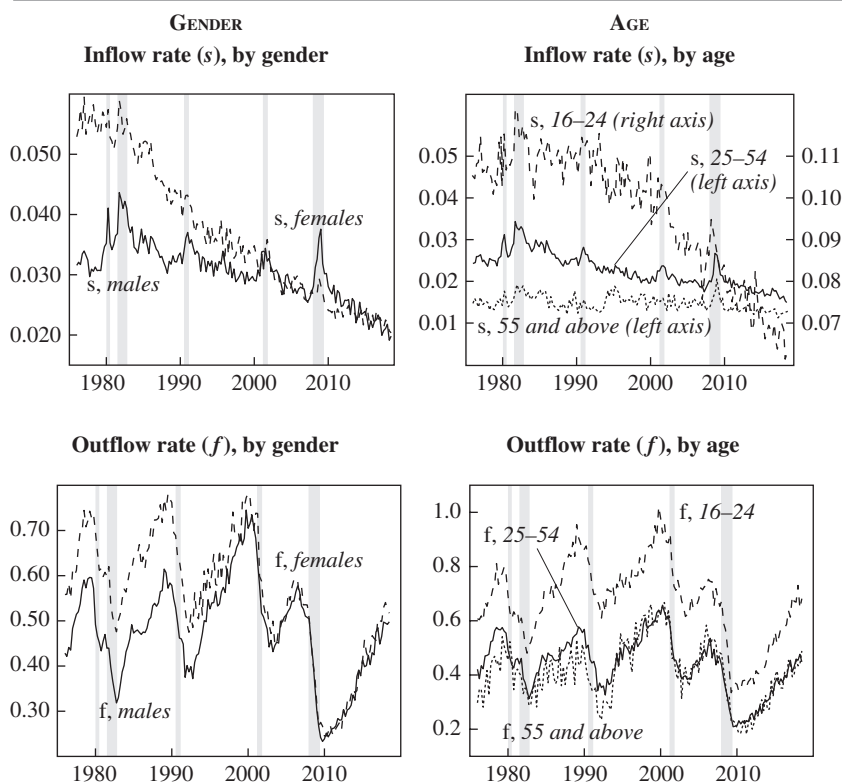 GENDER
AGE
Inflow rate (s), by gender
Inflow rate (s), by age
0.050
0.040
0.030
0.020
s, females
s, males
1980 1990 2000 2010
0.05
0.04
0.03
0.02
0.01
s, 16–24 (right axis)
s, 25–54
(left axis)
s, 55 and above (left axis)
0.11
0.10
0.09
0.08
0.07
1980 1990 2000 2010
Outflow rate (f), by gender
Outflow rate (f), by age
0.70
0.60
0.50
0.40
0.30
f, females
f, males
1980 1990 2000 2010
1.0
0.8
0.6
0.4
0.2
f, 16–24
f, 25–54
f, 55 and above
1980 1990 2000 2010